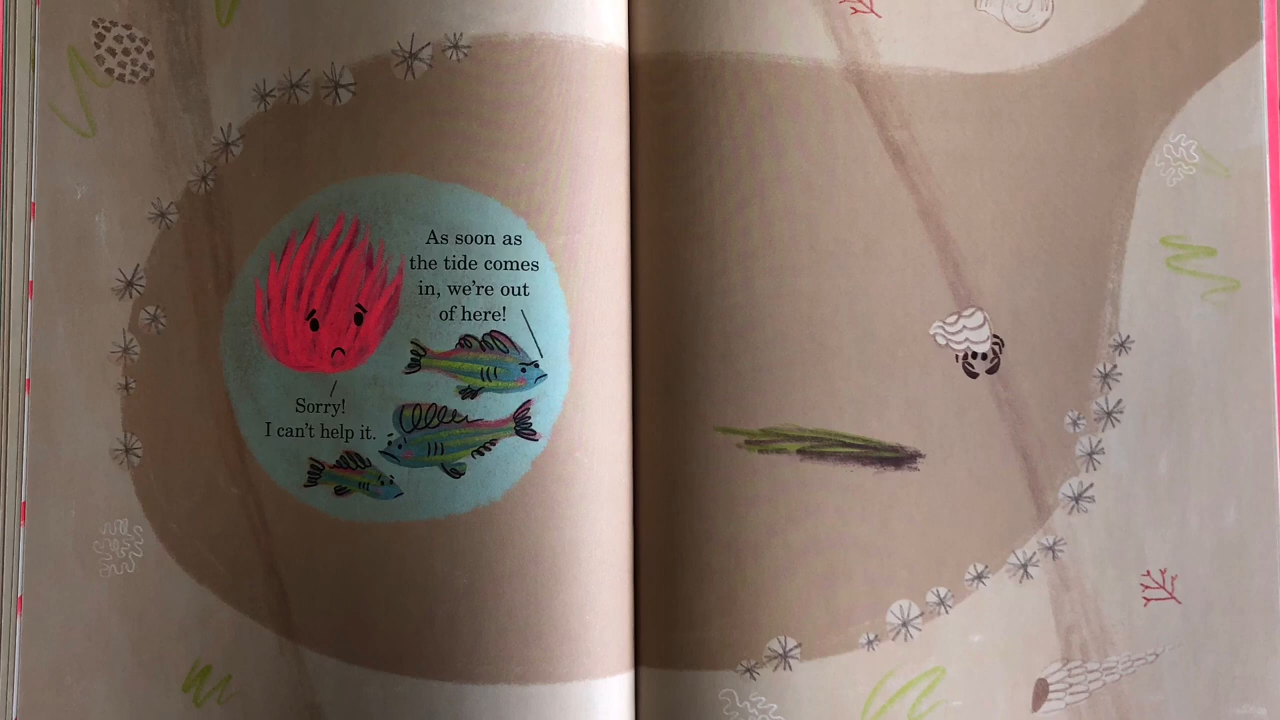 As soon as
the tide comes
in, we're out
of here!
Sorry!
I can't help it.